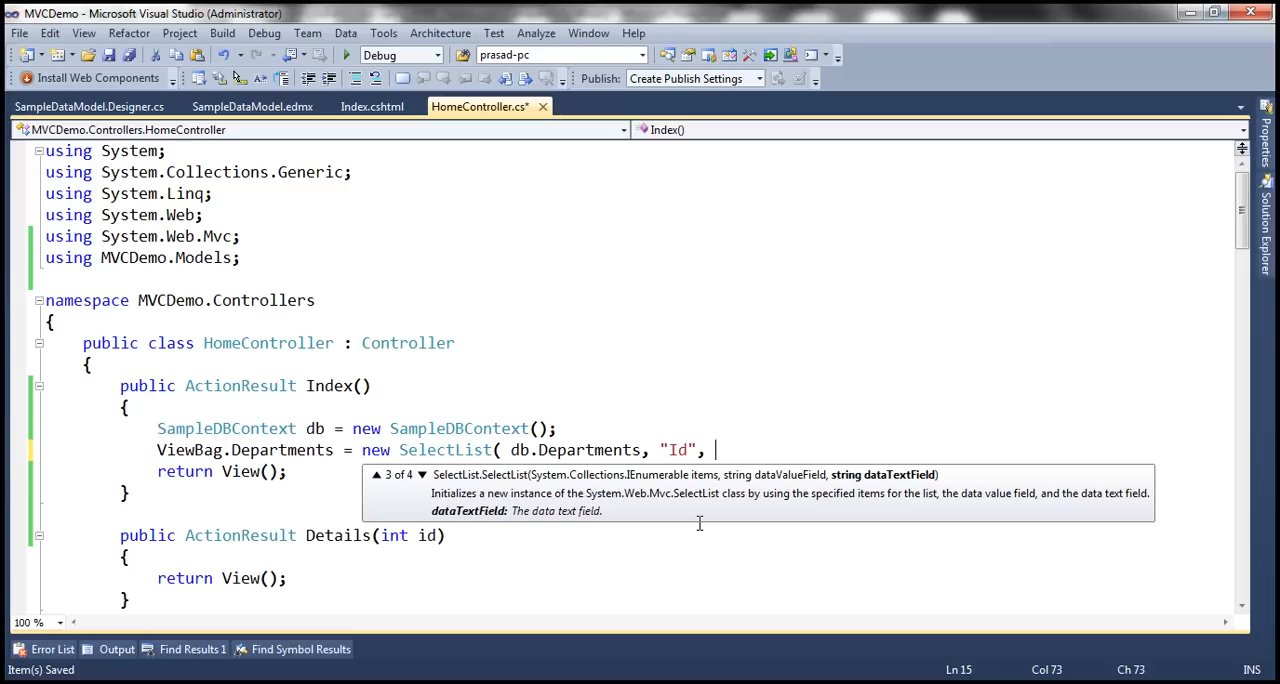 MVCDemo - Microsoft Visual Studio (Administrator)
File Edit View Refactor Project Build Debug Team Data Tools Architecture Test Analyze Window Help
Debug prasad-pc
Install Web Components Publish: Create Publish Settings
SampleDataModel.Designer.cs SampleDataModel.edmx Index.cshtml HomeController.cs*
MVCDemo.Controllers.HomeController Index()
Properties
Solution Explorer
using System;
using System.Collections.Generic;
using System.Linq;
using System.Web;
using System.Web.Mvc;
using MVCDemo.Models;
namespace MVCDemo.Controllers
{
public class HomeController : Controller
{
public ActionResult Index()
{
SampleDBContext db = new SampleDBContext();
ViewBag.Departments = new SelectList( db.Departments, "Id",
return View();
}
3 of 4 SelectList.SelectList(System.Collections.IEnumerable items, string dataValueField, string dataTextField)
Initializes a new instance of the System.Web.Mvc.SelectList class by using the specified items for the list, the data value field, and the data text field.
dataTextField: The data text field.
public ActionResult Details(int id)
{
return View();
}
100 %
Error List Output Find Results 1 Find Symbol Results
Item(s) Saved Ln 15 Col 73 Ch 73 INS